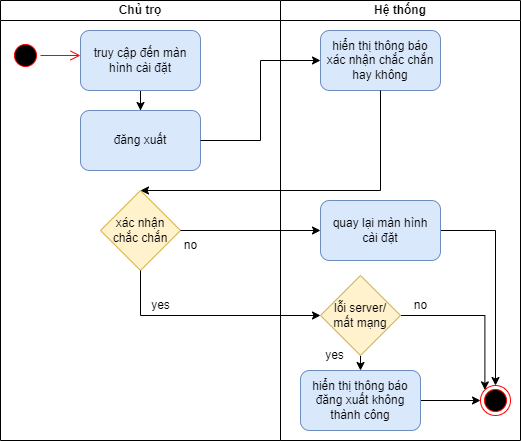 Chủ trọ
Hệ thống
truy cập đến màn
hình cài đặt
hiển thị thông báo
xác nhận chắc chắn
hay không
đăng xuất
xác nhận
chắc chắn
no
quay lại màn hình
cài đặt
yes
lỗi server/
mất mạng
no
yes
hiển thị thông báo
đăng xuất không
thành công